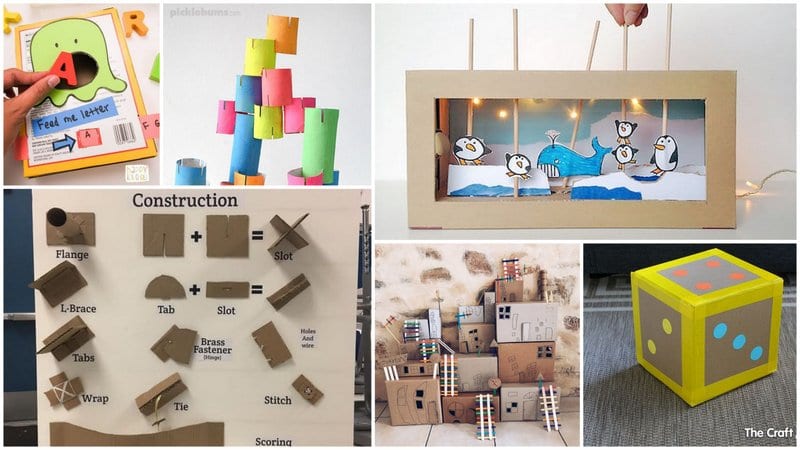 R
A
Feed me letter
A
F G
picklebums.com
Construction
Flange
Slot
L-Brace
Tab
Slot
Tabs
Brass
Fastener
(Hinge)
Holes
And
wire
Wrap
Tie
Stitch
Scoring
The Craft